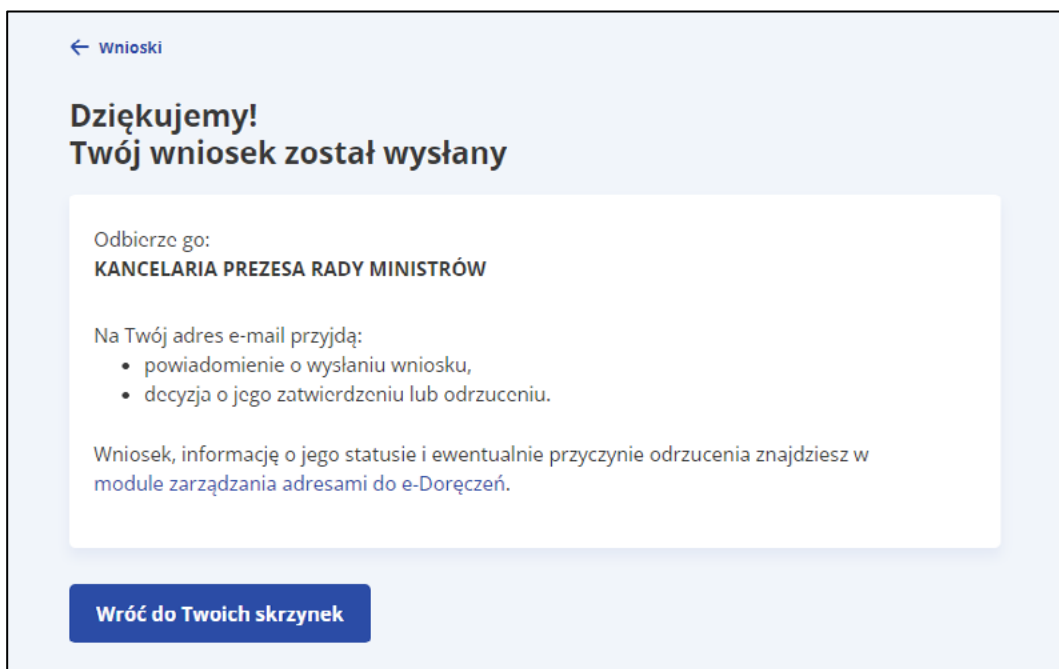 ← Wnioski
Dziękujemy!
Twój wniosek został wysłany
Odbierze go:
KANCELARIA PREZESA RADY MINISTRÓW
Na Twój adres e-mail przyjdą:
• powiadomienie o wysłaniu wniosku,
• decyzja o jego zatwierdzeniu lub odrzuceniu.
Wniosek, informację o jego statusie i ewentualnie przyczynie odrzucenia znajdziesz w
module zarządzania adresami do e-Doręczeń.
Wróć do Twoich skrzynek